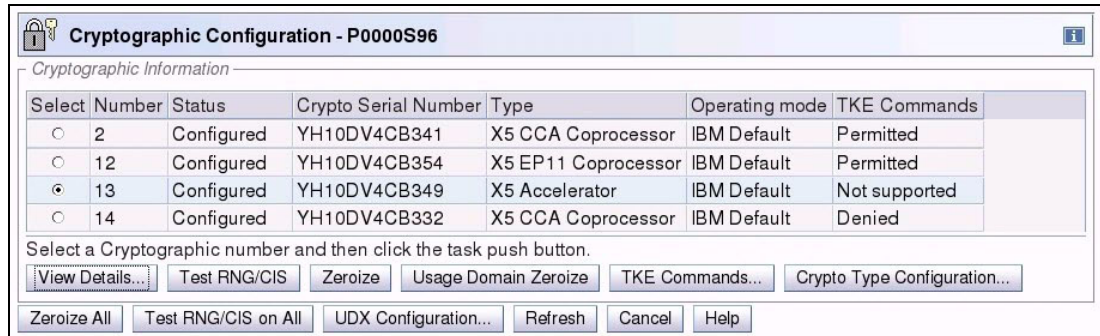 Cryptographic Configuration - P0000S96
Cryptographic Information
Select Number Status Crypto Serial Number Type Operating mode TKE Commands
2 Configured YH10DV4CB341 X5 CCA Coprocessor IBM Default Permitted
12 Configured YH10DV4CB354 X5 EP11 Coprocessor IBM Default Permitted
13 Configured YH10DV4CB349 X5 Accelerator IBM Default Not supported
14 Configured YH10DV4CB332 X5 CCA Coprocessor IBM Default Denied
Select a Cryptographic number and then click the task push button.
View Details... Test RNG/CIS Zeroize Usage Domain Zeroize TKE Commands... Crypto Type Configuration...
Zeroize All Test RNG/CIS on All UDX Configuration... Refresh Cancel Help